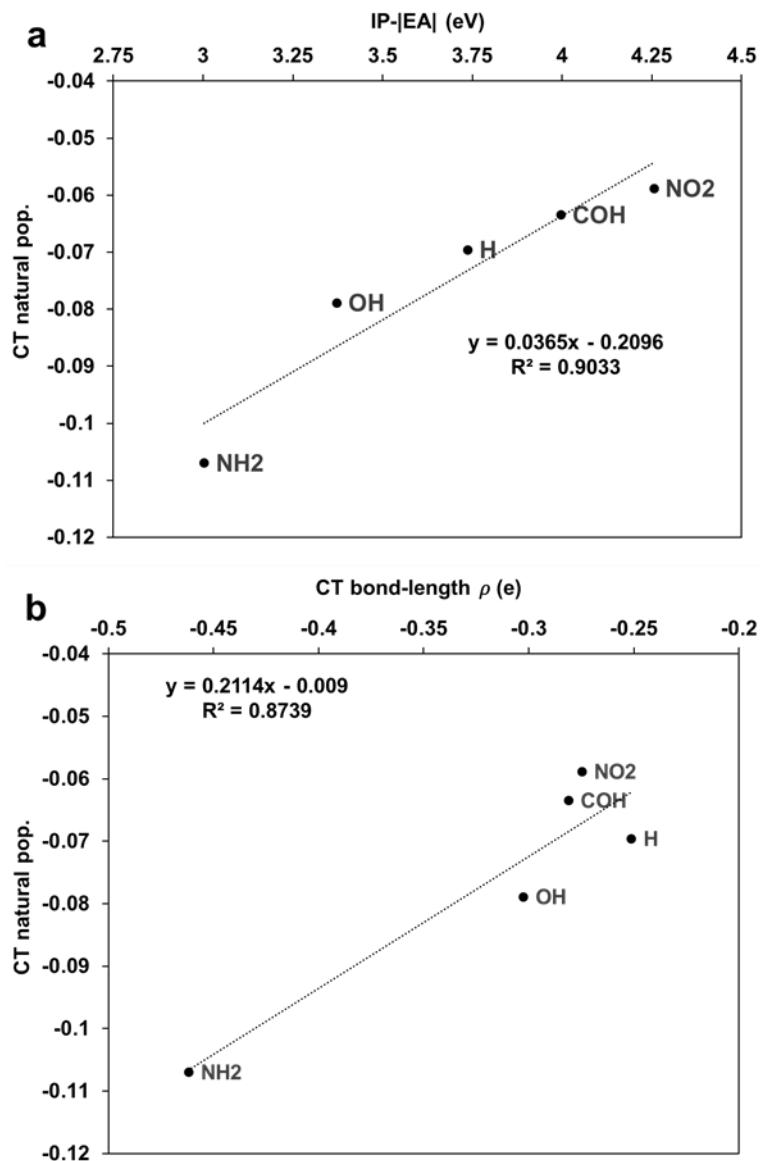 a
IP-|EA| (eV)
2.75 3 3.25 3.5 3.75 4 4.25 4.5
CT natural pop.
-0.04
-0.05
-0.06
-0.07
-0.08
-0.09
-0.1
-0.11
-0.12
NO2
COH
H
OH
NH2
y = 0.0365x - 0.2096
R² = 0.9033
b
CT bond-length ρ (e)
-0.5 -0.45 -0.4 -0.35 -0.3 -0.25 -0.2
CT natural pop.
-0.04
-0.05
-0.06
-0.07
-0.08
-0.09
-0.1
-0.11
-0.12
y = 0.2114x - 0.009
R² = 0.8739
NO2
COH
H
OH
NH2